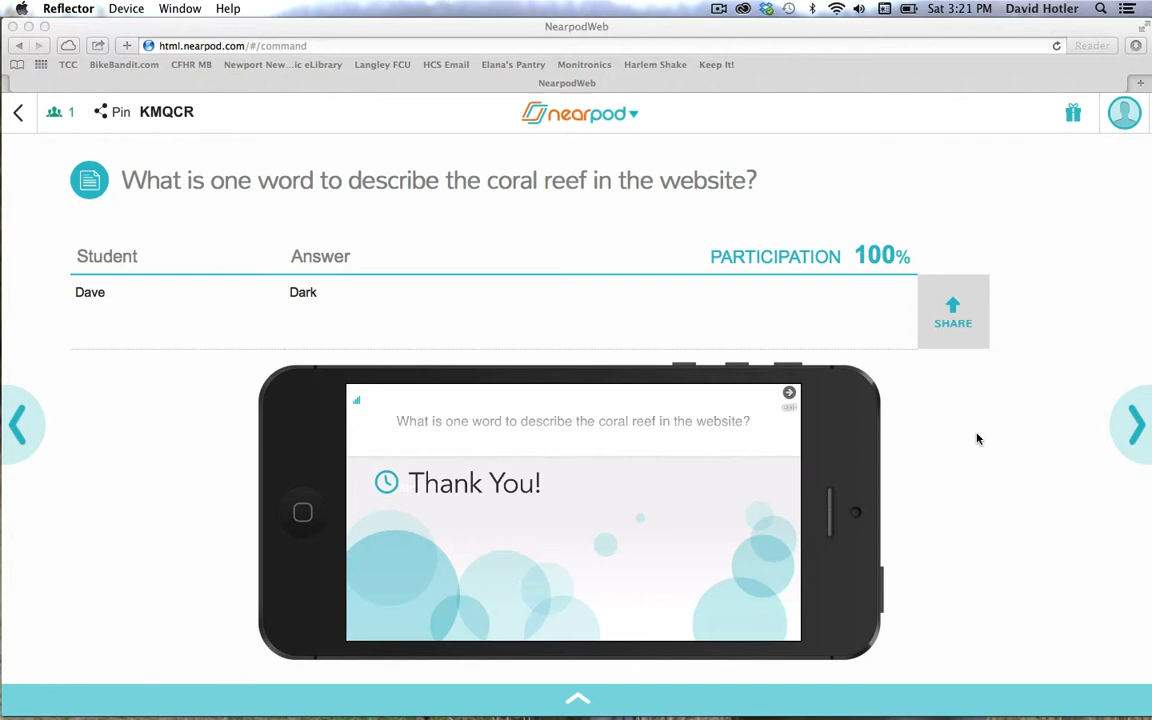 Reflector Device Window Help Sat 3:21 PM David Hotler
NearpodWeb
html.nearpod.com/#/command Reader
TCC BikeBandit.com CFHR MB Newport New...ic eLibrary Langley FCU HCS Email Elana's Pantry Monitronics Harlem Shake Keep It!
NearpodWeb
1 Pin KMQCR nearpod
What is one word to describe the coral reef in the website?
Student Answer PARTICIPATION 100%
Dave Dark
SHARE
exit
What is one word to describe the coral reef in the website?
Thank You!